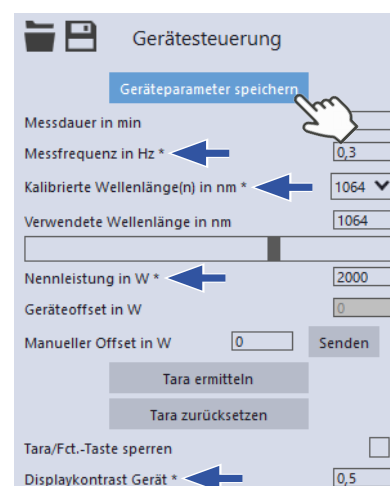 Gerätesteuerung
Geräteparameter speichern
Messdauer in min
Messfrequenz in Hz * 0,3
Kalibrierte Wellenlänge(n) in nm * 1064
Verwendete Wellenlänge in nm 1064
Nennleistung in W * 2000
Geräteoffset in W 0
Manueller Offset in W 0 Senden
Tara ermitteln
Tara zurücksetzen
Tara/Fct.-Taste sperren
Displaykontrast Gerät * 0,5